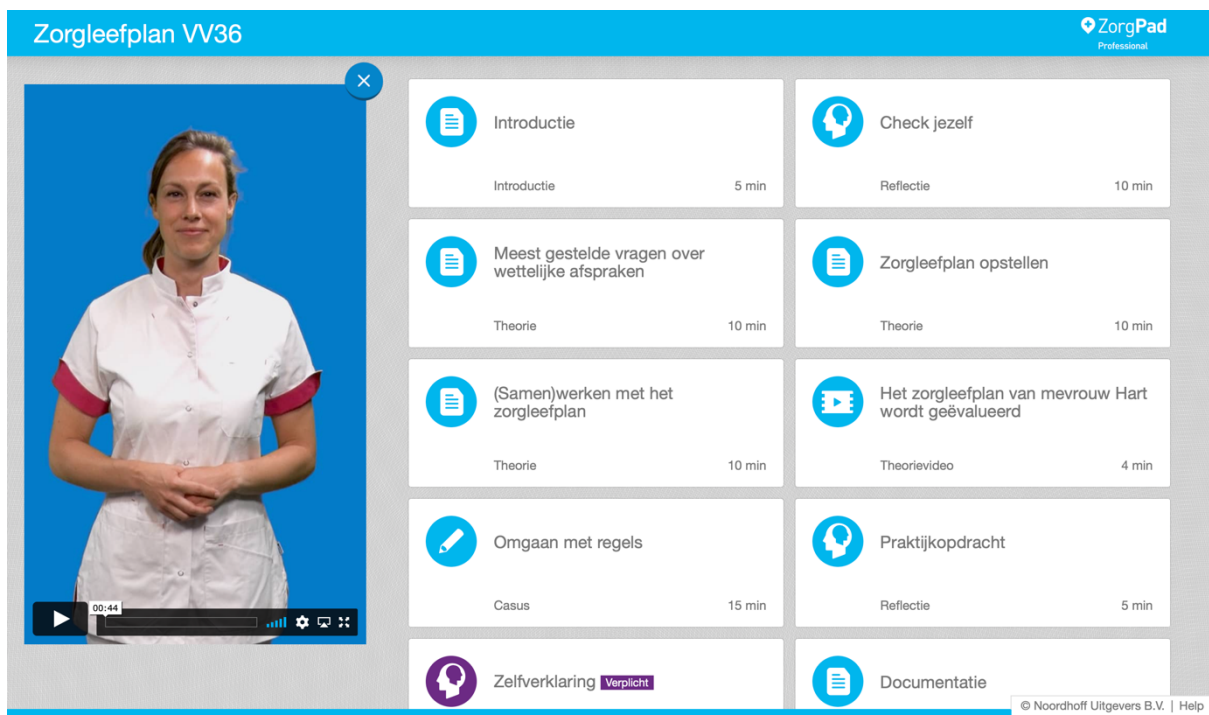 Zorgleefplan VV36
ZorgPad
Professional
Introductie
Introductie 5 min
Check jezelf
Reflectie 10 min
Meest gestelde vragen over
wettelijke afspraken
Theorie 10 min
Zorgleefplan opstellen
Theorie 10 min
(Samen)werken met het
zorgleefplan
Theorie 10 min
Het zorgleefplan van mevrouw Hart
wordt geëvalueerd
Theorievideo 4 min
Omgaan met regels
Casus 15 min
Praktijkopdracht
Reflectie 5 min
00:44
Zelfverklaring Verplicht
Documentatie
© Noordhoff Uitgevers B.V. | Help